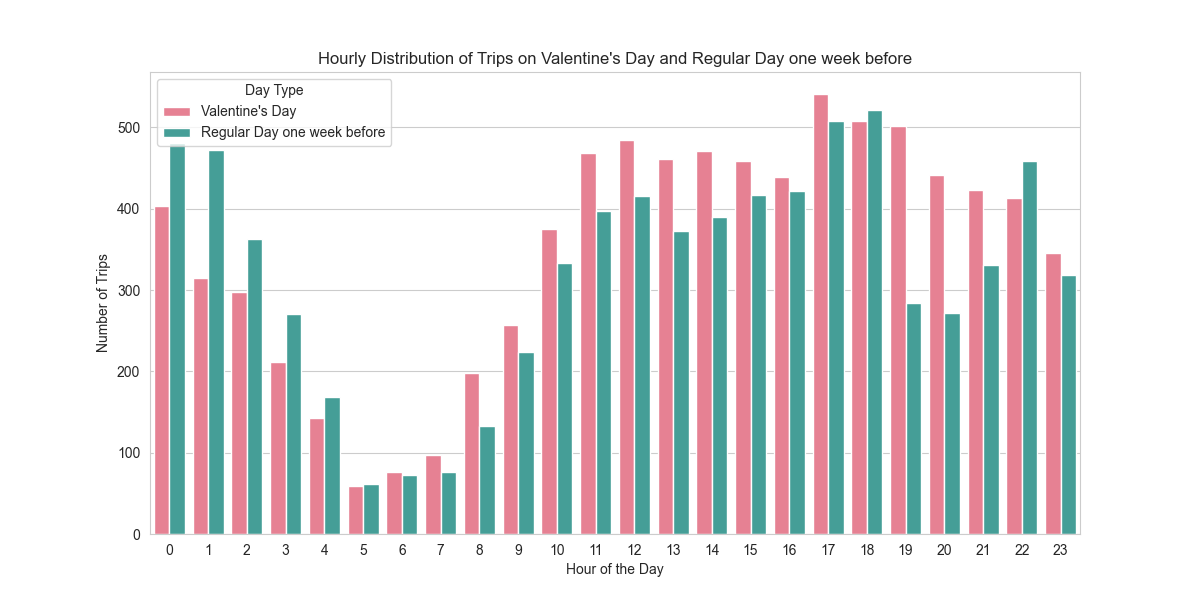 Hourly Distribution of Trips on Valentine's Day and Regular Day one week before
Day Type
Valentine's Day
Regular Day one week before
Number of Trips
500
400
300
200
100
0
0 1 2 3 4 5 6 7 8 9 10 11 12 13 14 15 16 17 18 19 20 21 22 23
Hour of the Day